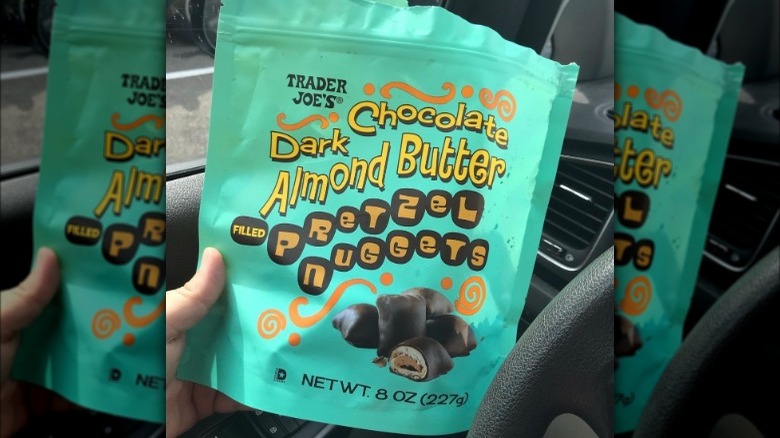 TRADER
JOE'S®
Dark Chocolate
Almond Butter
FILLED PRETZEL
NUGGETS
D
NET WT. 8 OZ (227g)